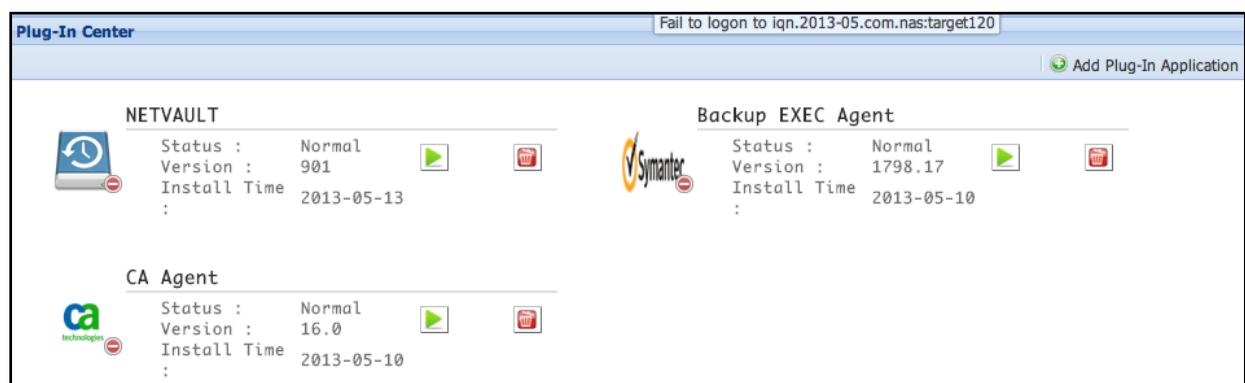 Plug-In Center
Fail to logon to iqn.2013-05.com.nas:target120
Add Plug-In Application
NETVAULT
Status : Normal
Version : 901
Install Time : 2013-05-13
Backup EXEC Agent
Symantec
Status : Normal
Version : 1798.17
Install Time : 2013-05-10
CA Agent
ca
technologies
Status : Normal
Version : 16.0
Install Time : 2013-05-10